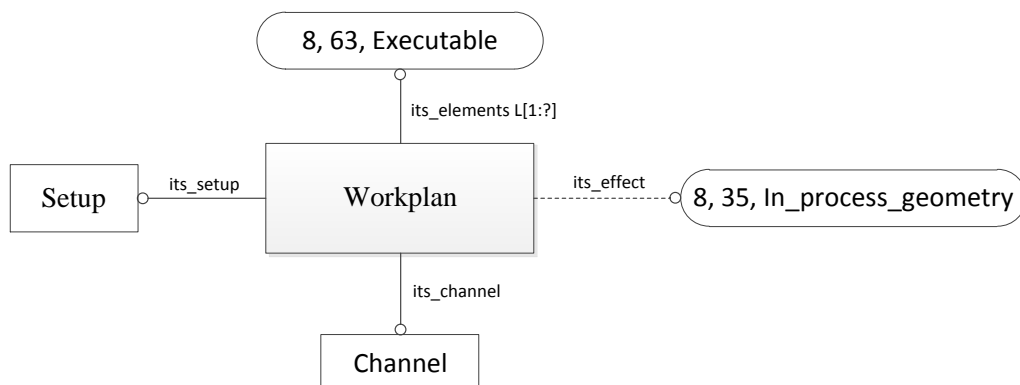 8, 63, Executable
its_elements L[1:?]
Setup
its_setup
Workplan
its_effect
8, 35, In_process_geometry
its_channel
Channel